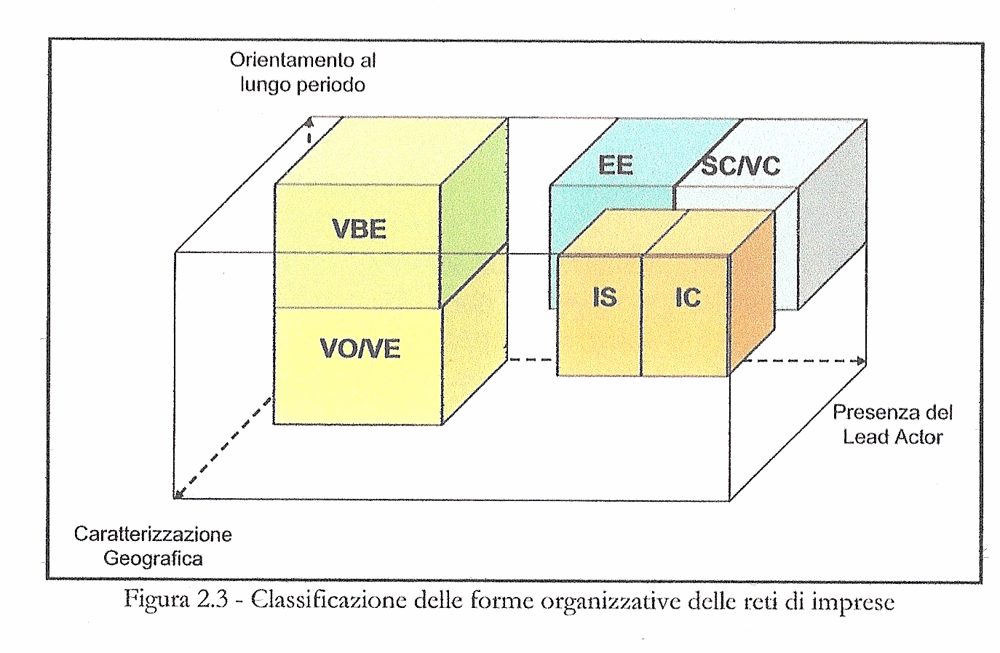 Orientamento al
lungo periodo
EE
SC/VC
VBE
IS
IC
VO/VE
Presenza del
Lead Actor
Caratterizzazione
Geografica
Figura 2.3 - Classificazione delle forme organizzative delle reti di imprese